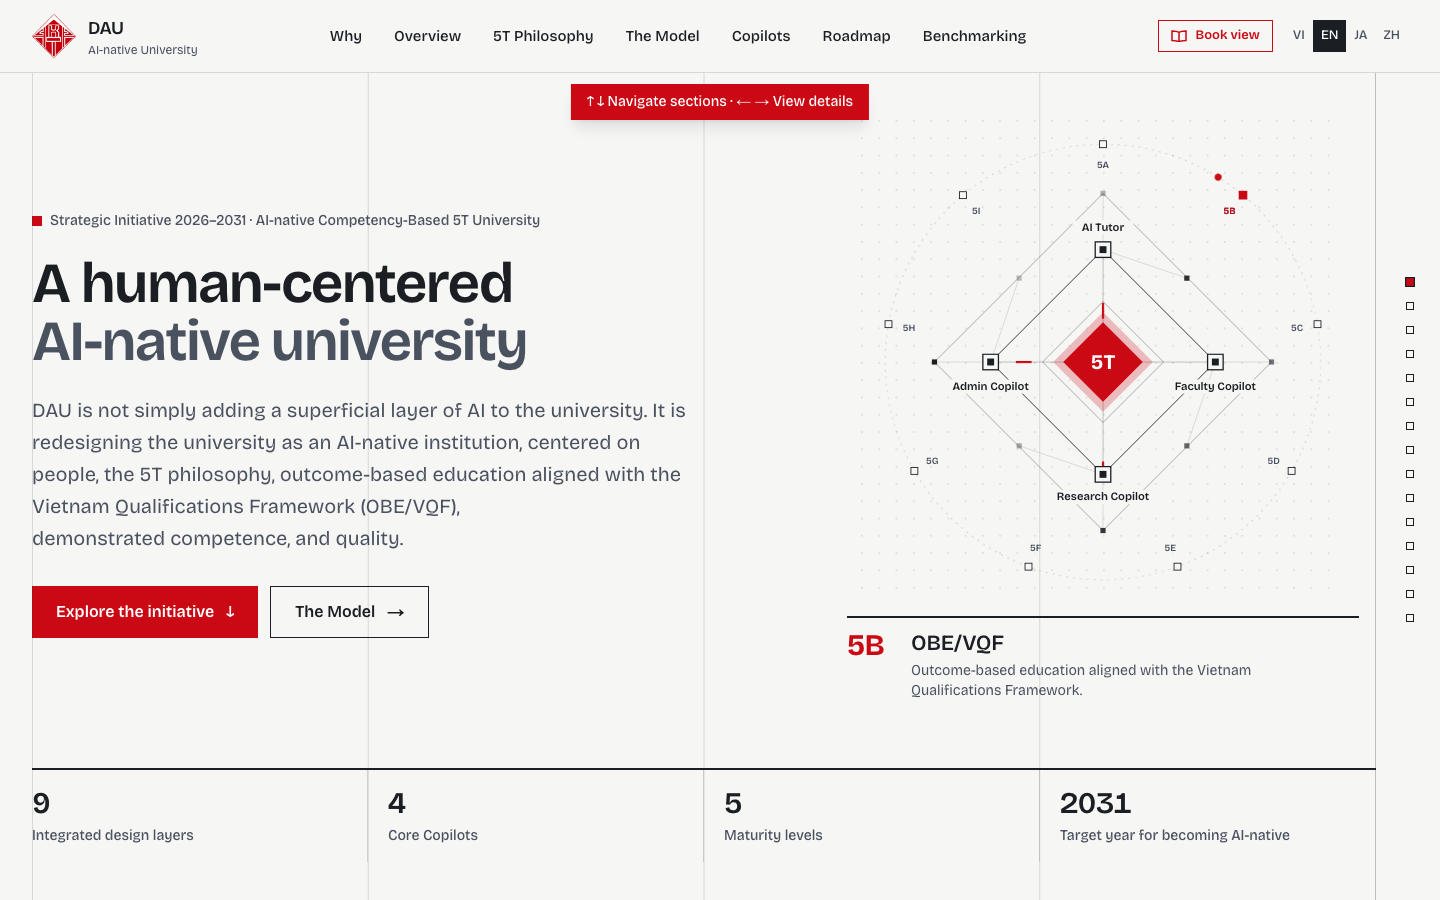 DAU
AI-native University
Why
Overview
5T Philosophy
The Model
Copilots
Roadmap
Benchmarking
Book view
VI
EN
JA
ZH
↑↓ Navigate sections · ← → View details
Strategic Initiative 2026–2031 · AI-native Competency-Based 5T University
A human-centered
AI-native university
DAU is not simply adding a superficial layer of AI to the university. It is
redesigning the university as an AI-native institution, centered on
people, the 5T philosophy, outcome-based education aligned with the
Vietnam Qualifications Framework (OBE/VQF),
demonstrated competence, and quality.
Explore the initiative ↓
The Model →
5A
5I
5B
AI Tutor
5H
5C
5T
Admin Copilot
Faculty Copilot
5G
5D
Research Copilot
5F
5E
5B
OBE/VQF
Outcome-based education aligned with the Vietnam
Qualifications Framework.
9
Integrated design layers
4
Core Copilots
5
Maturity levels
2031
Target year for becoming AI-native